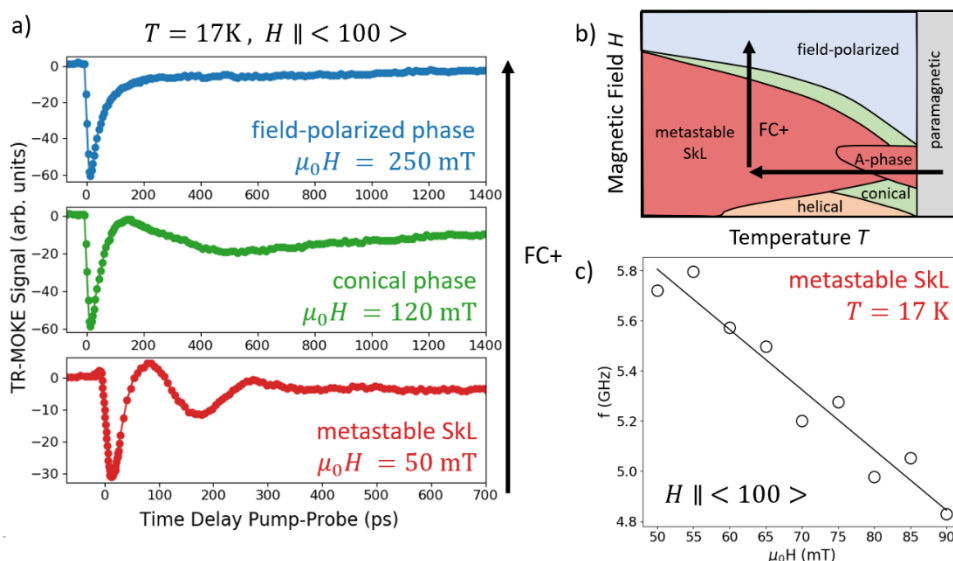 a)
T = 17K , H ∥ < 100 >
TR-MOKE Signal (arb. units)
0
−20
−40
−60
field-polarized phase
μ₀H = 250 mT
0 200 400 600 800 1000 1200 1400
0
−20
−40
−60
conical phase
μ₀H = 120 mT
0 200 400 600 800 1000 1200 1400
0
−10
−20
−30
metastable SkL
μ₀H = 50 mT
0 100 200 300 400 500 600 700
Time Delay Pump-Probe (ps)
FC+
b)
Magnetic Field H
field-polarized
metastable
SkL
FC+
A-phase
conical
helical
paramagnetic
Temperature T
c)
metastable SkL
T = 17 K
f (GHz)
5.8
5.6
5.4
5.2
5.0
4.8
H ∥ < 100 >
50 55 60 65 70 75 80 85 90
μ₀H (mT)